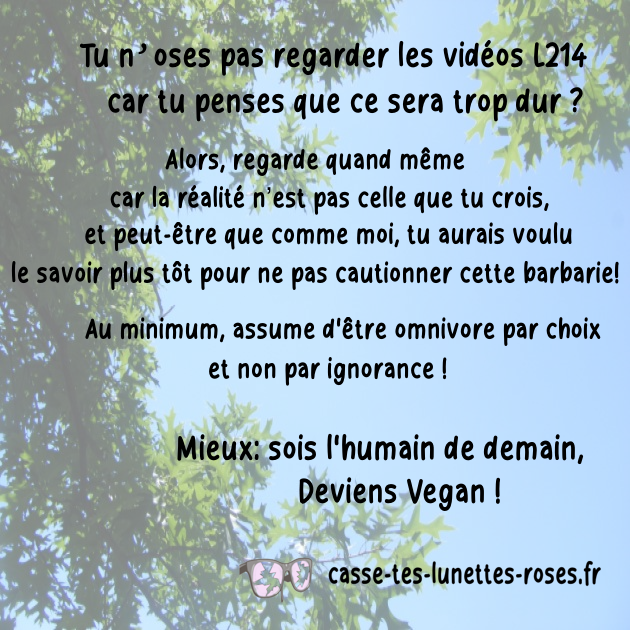 Tu n’oses pas regarder les vidéos L214
car tu penses que ce sera trop dur ?
Alors, regarde quand même
car la réalité n’est pas celle que tu crois,
et peut-être que comme moi, tu aurais voulu
le savoir plus tôt pour ne pas cautionner cette barbarie!
Au minimum, assume d'être omnivore par choix
et non par ignorance !
Mieux: sois l'humain de demain,
Deviens Vegan !
casse-tes-lunettes-roses.fr